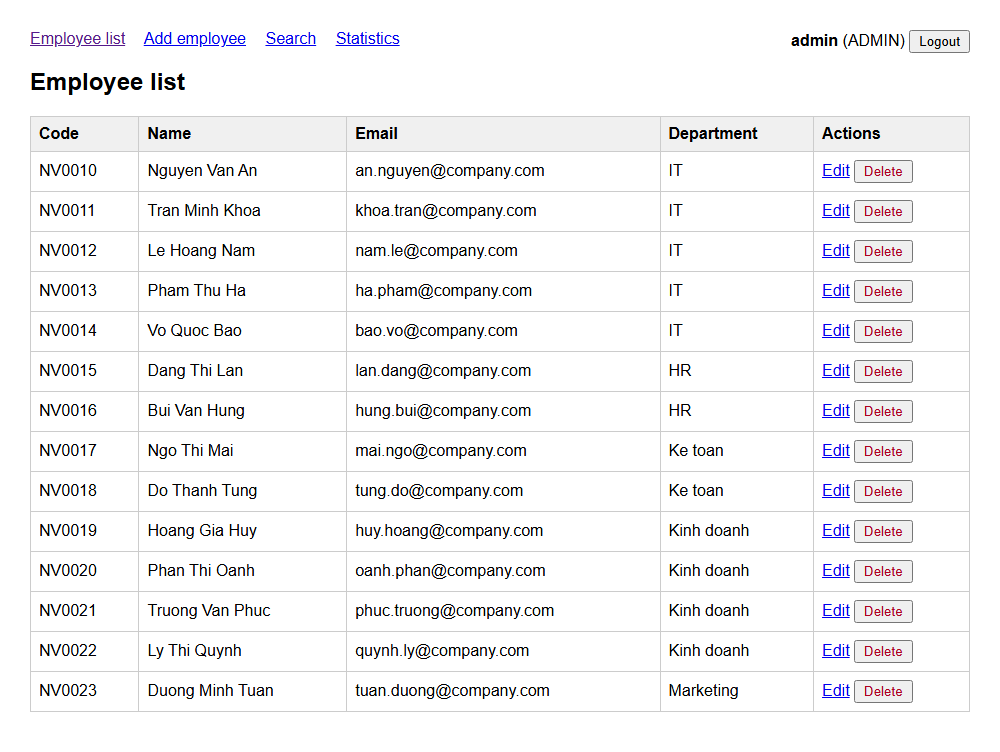 Employee list Add employee Search Statistics admin (ADMIN) Logout
Employee list
Code Name Email Department Actions
NV0010 Nguyen Van An an.nguyen@company.com IT Edit Delete
NV0011 Tran Minh Khoa khoa.tran@company.com IT Edit Delete
NV0012 Le Hoang Nam nam.le@company.com IT Edit Delete
NV0013 Pham Thu Ha ha.pham@company.com IT Edit Delete
NV0014 Vo Quoc Bao bao.vo@company.com IT Edit Delete
NV0015 Dang Thi Lan lan.dang@company.com HR Edit Delete
NV0016 Bui Van Hung hung.bui@company.com HR Edit Delete
NV0017 Ngo Thi Mai mai.ngo@company.com Ke toan Edit Delete
NV0018 Do Thanh Tung tung.do@company.com Ke toan Edit Delete
NV0019 Hoang Gia Huy huy.hoang@company.com Kinh doanh Edit Delete
NV0020 Phan Thi Oanh oanh.phan@company.com Kinh doanh Edit Delete
NV0021 Truong Van Phuc phuc.truong@company.com Kinh doanh Edit Delete
NV0022 Ly Thi Quynh quynh.ly@company.com Kinh doanh Edit Delete
NV0023 Duong Minh Tuan tuan.duong@company.com Marketing Edit Delete